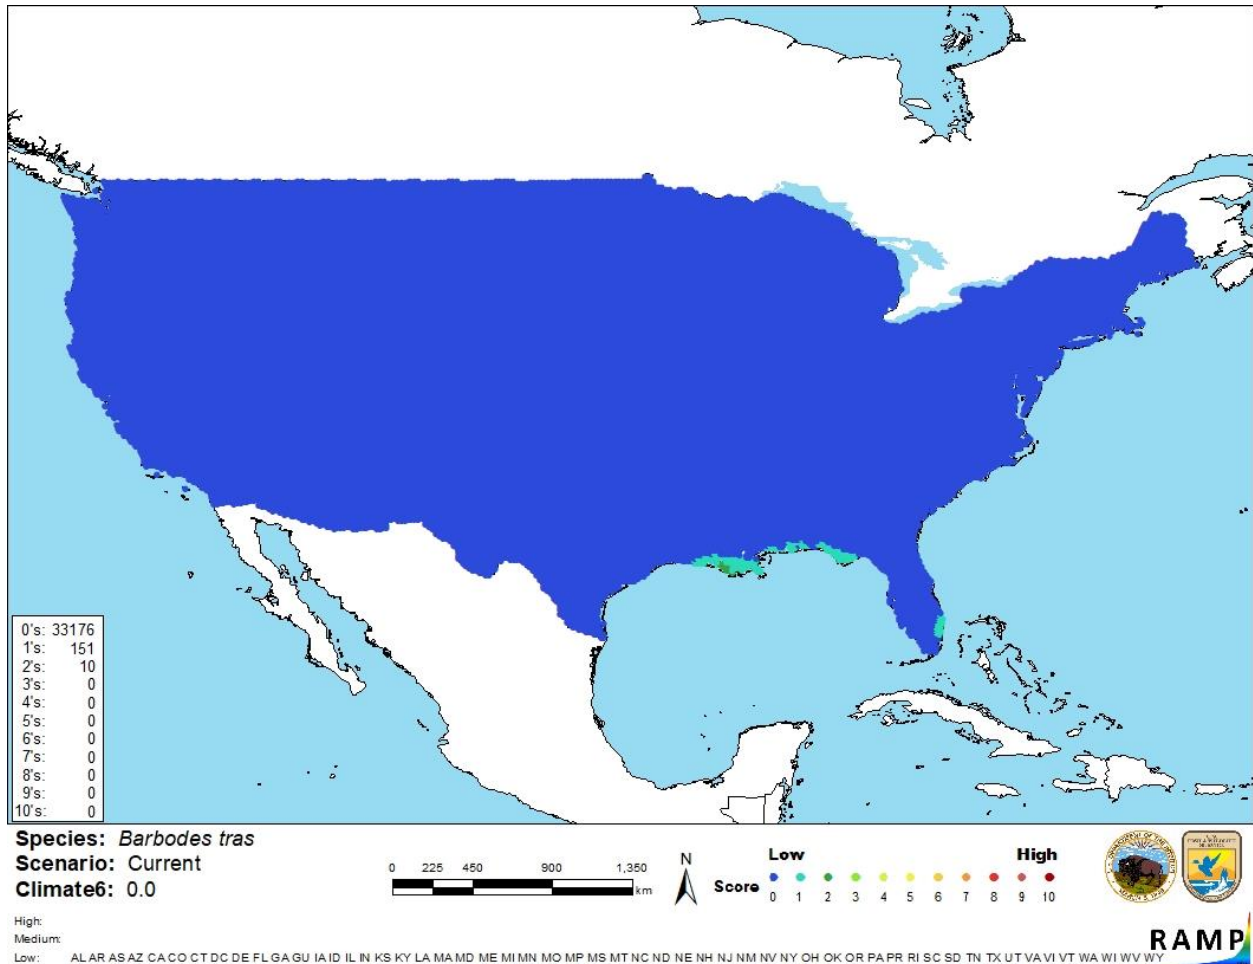 0's: 33176
1's: 151
2's: 10
3's: 0
4's: 0
5's: 0
6's: 0
7's: 0
8's: 0
9's: 0
10's: 0
Species: Barbodes tras
Scenario: Current
Climate6: 0.0
0 225 450 900 1,350
km
N
Low High
Score
0 1 2 3 4 5 6 7 8 9 10
RAMP
High:
Medium:
Low: AL AR AS AZ CA CO CT DC DE FL GA GU IA ID IL IN KS KY LA MA MD ME MI MN MO MP MS MT NC ND NE NH NJ NM NV NY OH OK OR PA PR RI SC SD TN TX UT VA VI VT WA WI WV WY